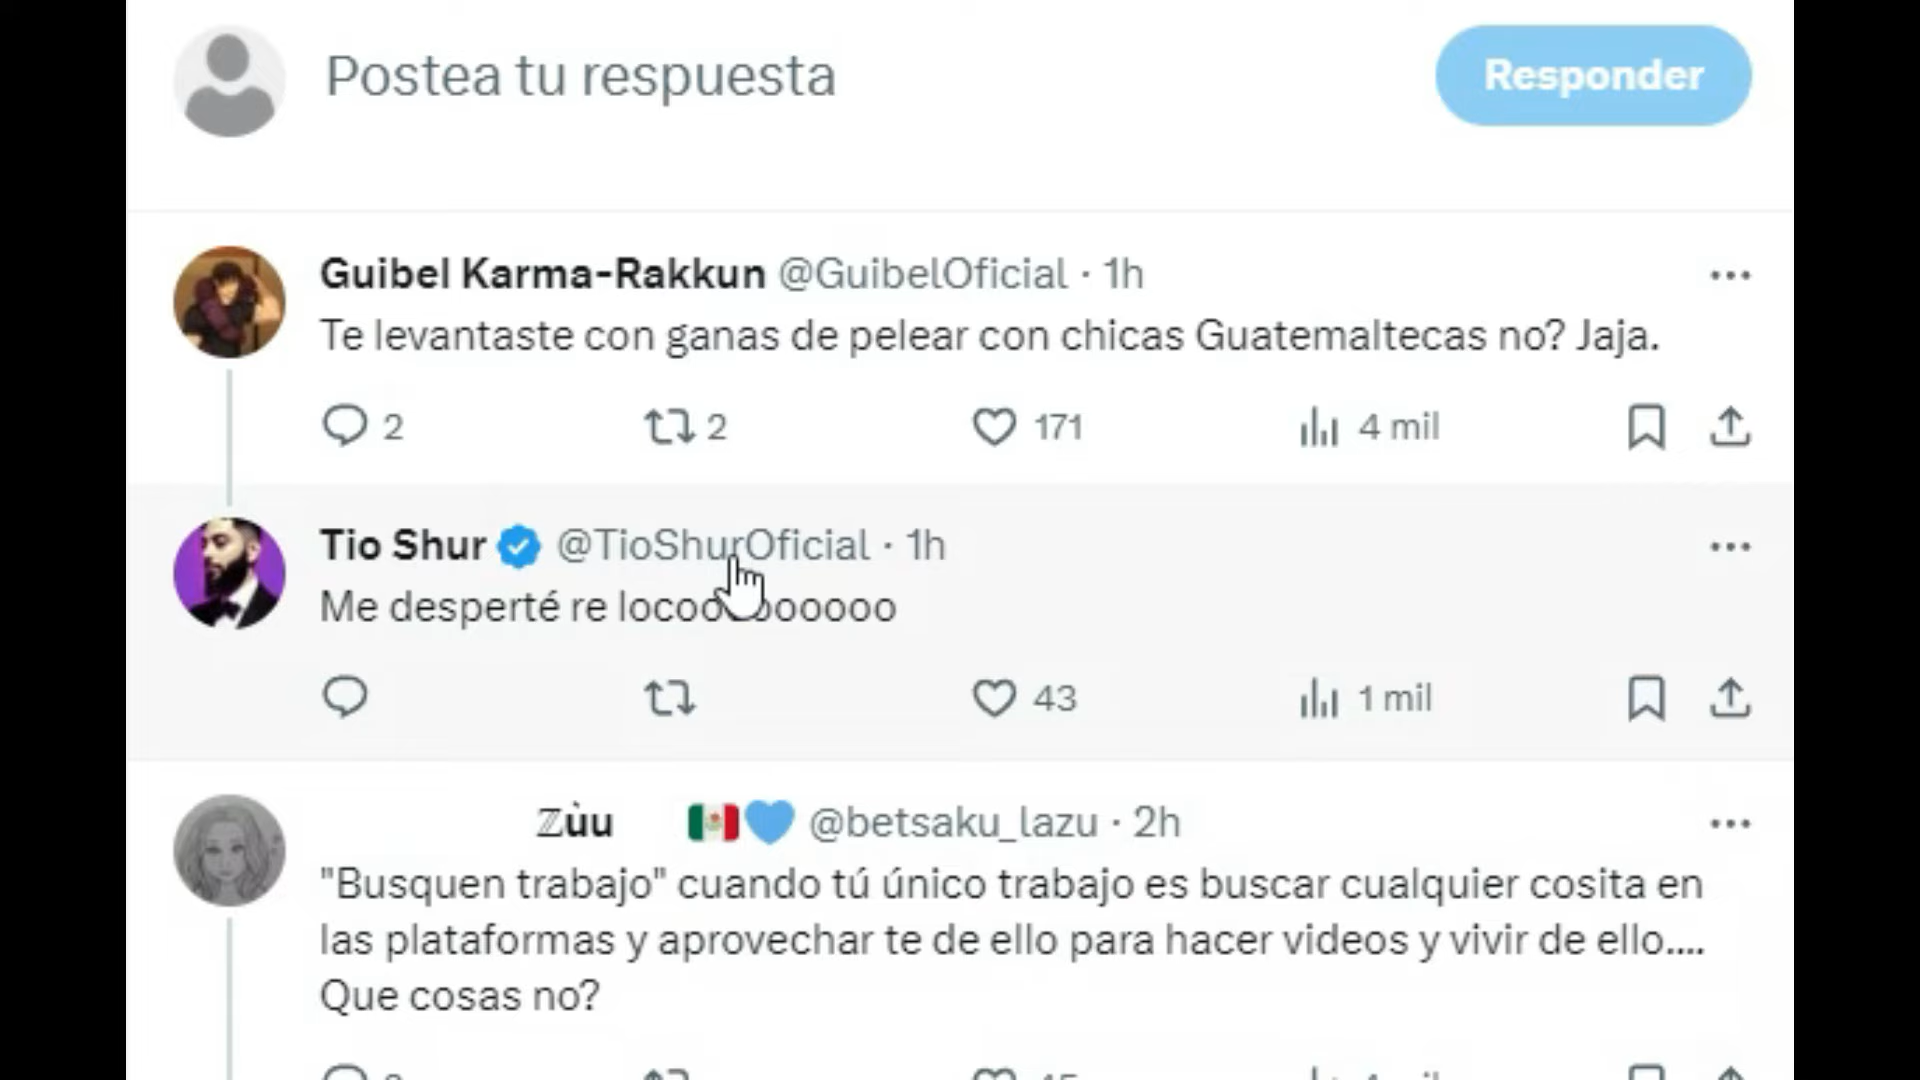 Postea tu respuesta
Responder
Guibel Karma-Rakkun @GuibelOficial · 1h
Te levantaste con ganas de pelear con chicas Guatemaltecas no? Jaja.
2 2 171 4 mil
Tio Shur @TioShurOficial · 1h
Me desperté re
43 1 mil
ℤùu @betsaku_lazu · 2h
"Busquen trabajo" cuando tú único trabajo es buscar cualquier cosita en
las plataformas y aprovechar te de ello para hacer videos y vivir de ello....
Que cosas no?